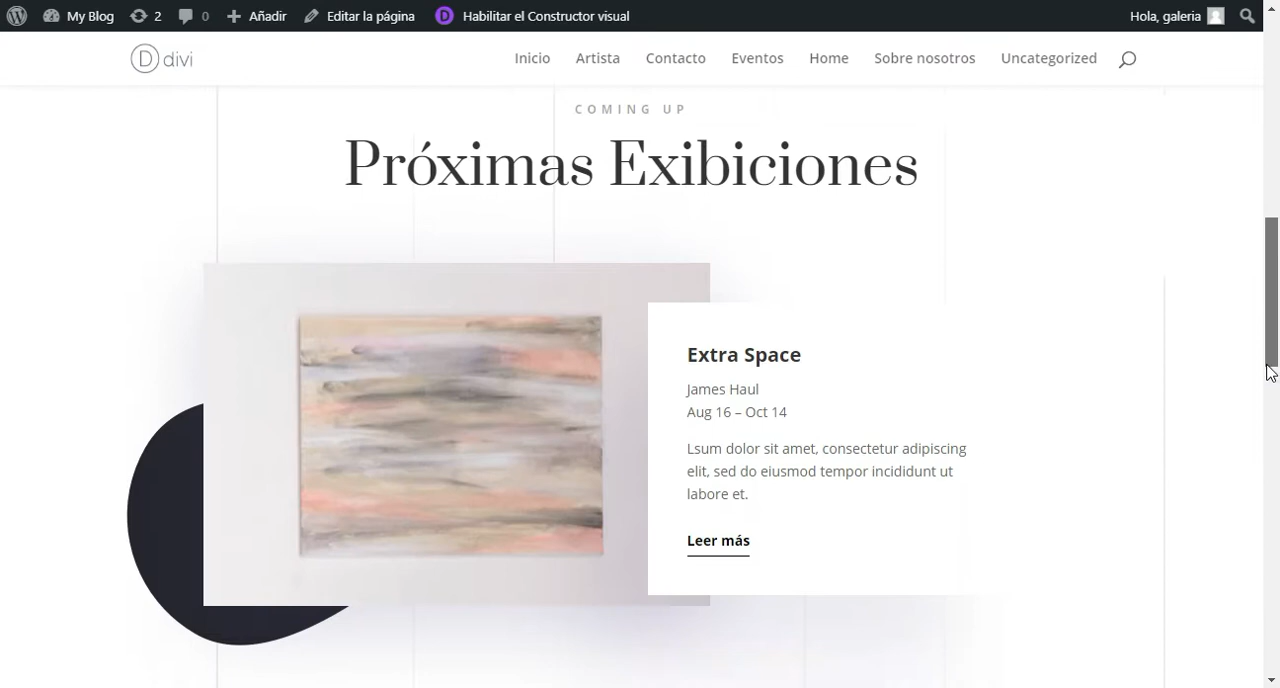 My Blog 2 0 Añadir Editar la página Habilitar el Constructor visual Hola, galeria
D divi Inicio Artista Contacto Eventos Home Sobre nosotros Uncategorized
COMING UP
Próximas Exibiciones
Extra Space
James Haul
Aug 16 – Oct 14
Lsum dolor sit amet, consectetur adipiscing
elit, sed do eiusmod tempor incididunt ut
labore et.
Leer más